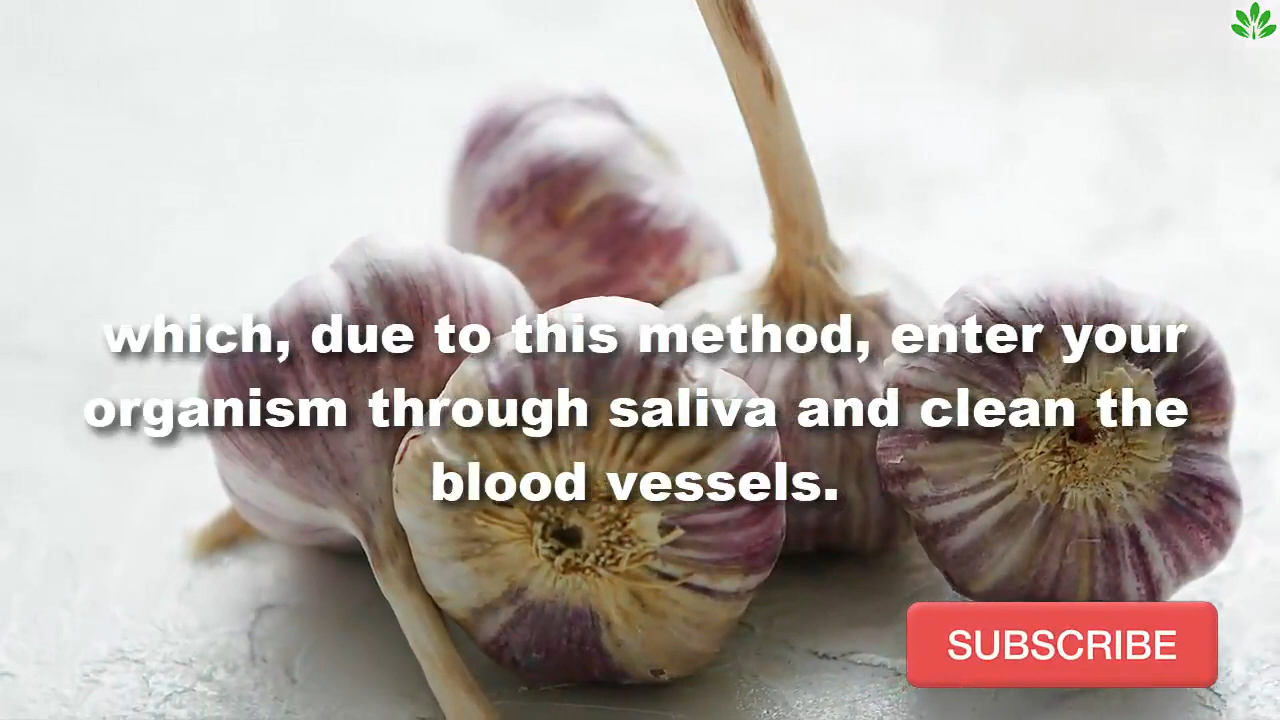 which, due to this method, enter your
organism through saliva and clean the
blood vessels.
SUBSCRIBE